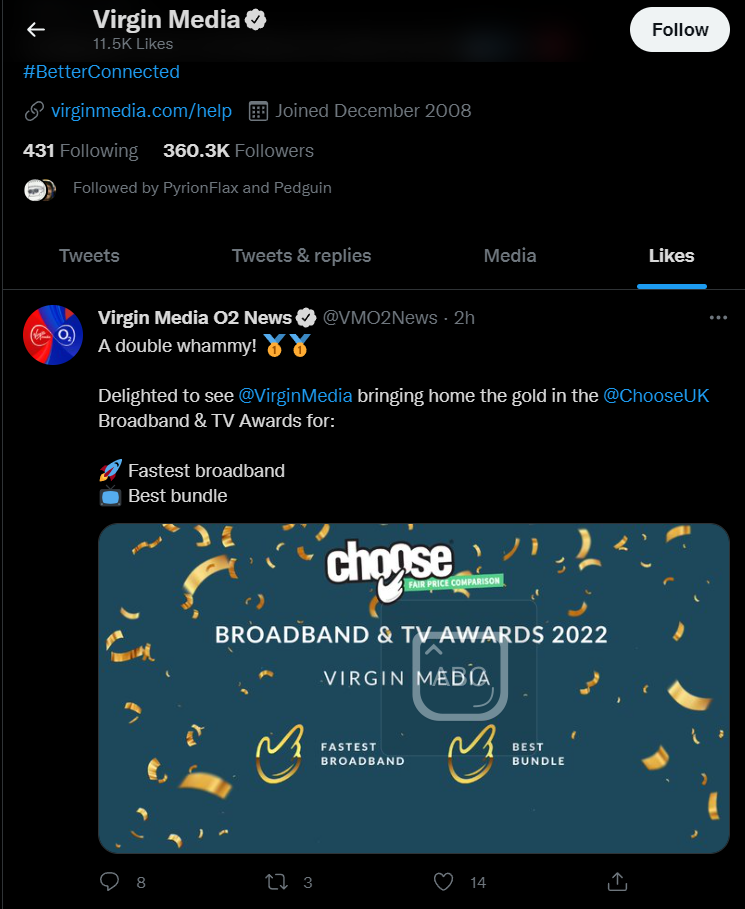 Virgin Media
11.5K Likes
Follow
#BetterConnected
virginmedia.com/help Joined December 2008
431 Following 360.3K Followers
Followed by PyrionFlax and Pedguin
Tweets Tweets & replies Media Likes
Virgin Media O2 News @VMO2News · 2h
A double whammy! 🥇🥇
Delighted to see @VirginMedia bringing home the gold in the @ChooseUK
Broadband & TV Awards for:
🚀 Fastest broadband
📺 Best bundle
choose
FAIR PRICE COMPARISON
BROADBAND & TV AWARDS 2022
VIRGIN MEDIA
ABC
FASTEST
BROADBAND
BEST
BUNDLE
8 3 14